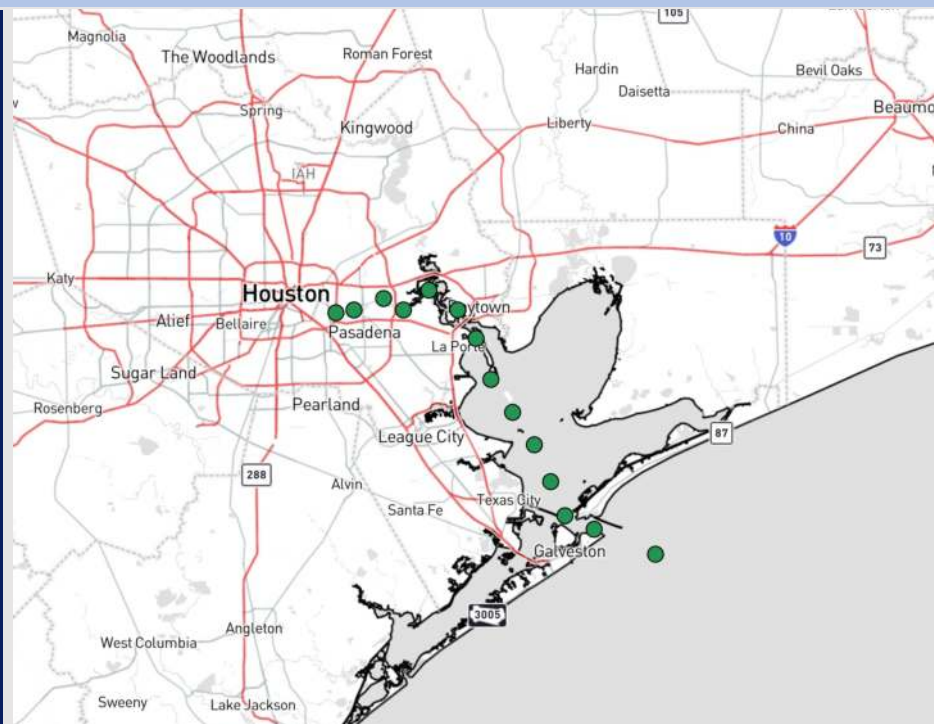 105
Magnolia
The Woodlands
Roman Forest
Hardin
Bevil Oaks
Daisetta
Spring
Kingwood
Liberty
China
IAH
10
73
Katy
Houston
Alief
Bellaire
Pasadena
La Porte
Sugar Land
Rosenberg
Pearland
League City
87
288
Alvin
Texas City
Santa Fe
Galveston
3005
Angleton
West Columbia
Sweeny
Lake Jackson